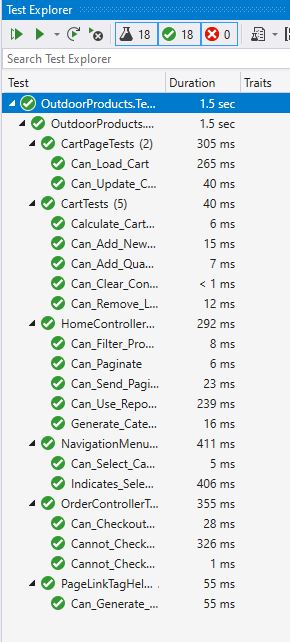 Test Explorer
18 18 0
Search Test Explorer
Test Duration Traits
OutdoorProducts.Te... 1.5 sec
OutdoorProducts.... 1.5 sec
CartPageTests (2) 305 ms
Can_Load_Cart 265 ms
Can_Update_C... 40 ms
CartTests (5) 40 ms
Calculate_Cart... 6 ms
Can_Add_New... 15 ms
Can_Add_Qua... 7 ms
Can_Clear_Con... < 1 ms
Can_Remove_L... 12 ms
HomeController... 292 ms
Can_Filter_Pro... 8 ms
Can_Paginate 6 ms
Can_Send_Pagi... 23 ms
Can_Use_Repo... 239 ms
Generate_Cate... 16 ms
NavigationMenu... 411 ms
Can_Select_Ca... 5 ms
Indicates_Sele... 406 ms
OrderControllerT... 355 ms
Can_Checkout... 28 ms
Cannot_Check... 326 ms
Cannot_Check... 1 ms
PageLinkTagHel... 55 ms
Can_Generate_... 55 ms